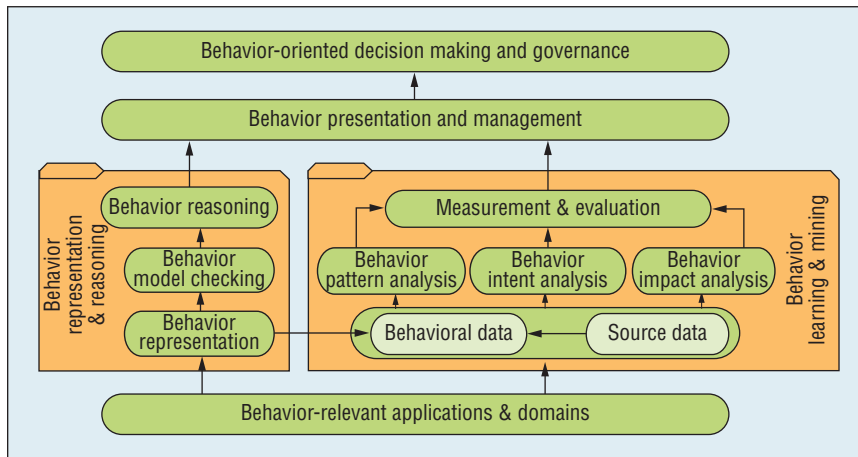 Behavior-oriented decision making and governance
Behavior presentation and management
Behavior
representation
& reasoning
Behavior reasoning
Behavior
model checking
Behavior
representation
Measurement & evaluation
Behavior
pattern analysis
Behavior
intent analysis
Behavior
impact analysis
Behavioral data
Source data
Behavior
learning & mining
Behavior-relevant applications & domains